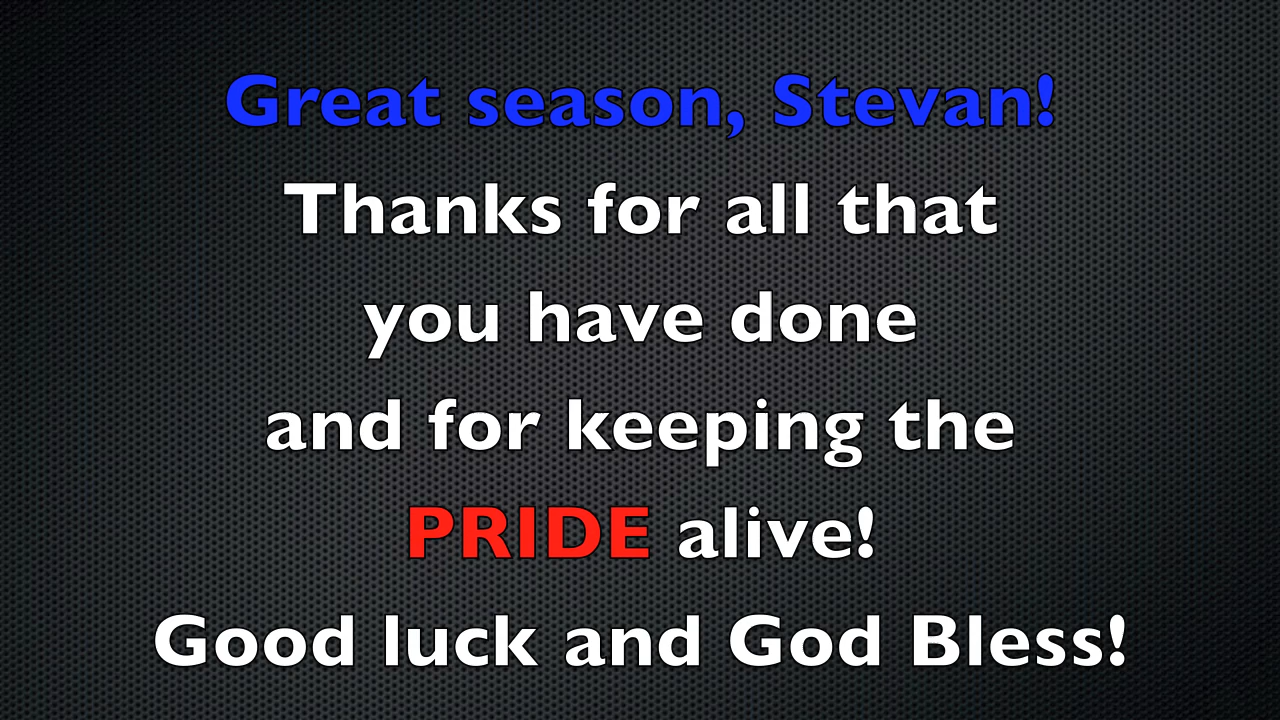 Great season, Stevan!
Thanks for all that
you have done
and for keeping the
PRIDE alive!
Good luck and God Bless!